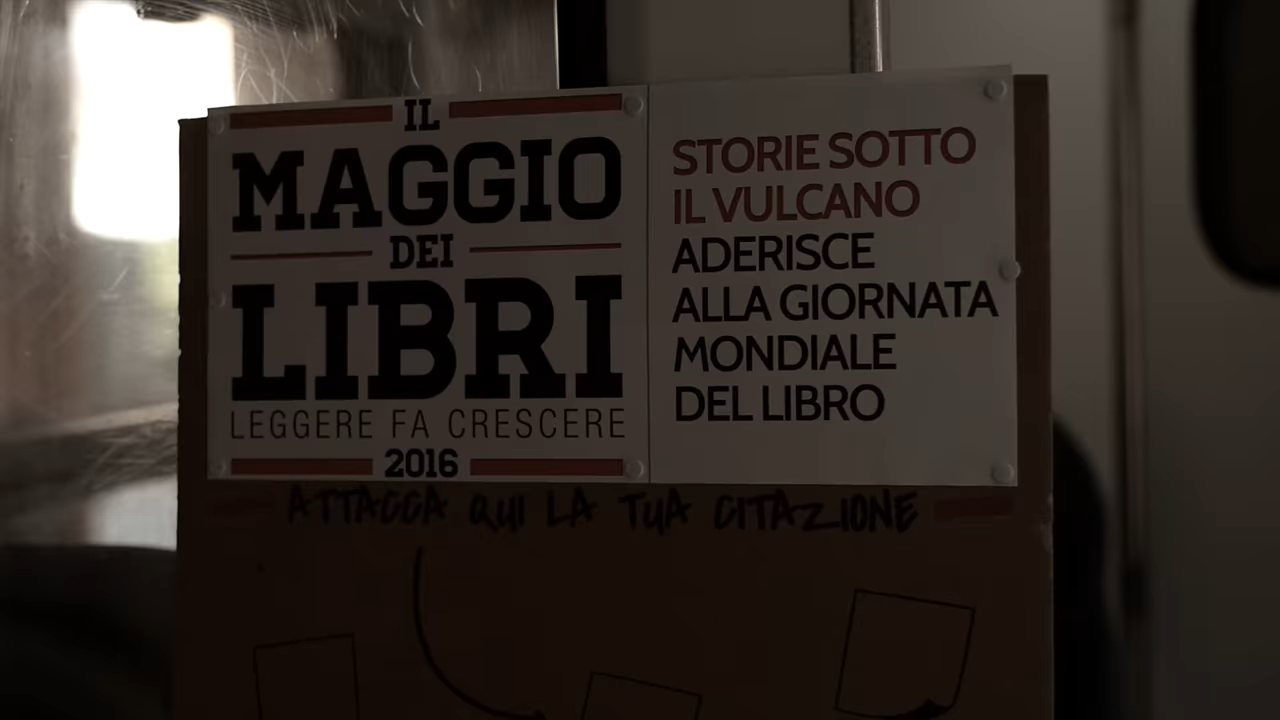 IL
MAGGIO
DEI
LIBRI
LEGGERE FA CRESCERE
2016
STORIE SOTTO
IL VULCANO
ADERISCE
ALLA GIORNATA
MONDIALE
DEL LIBRO
ATTACCA QUI LA TUA CITAZIONE